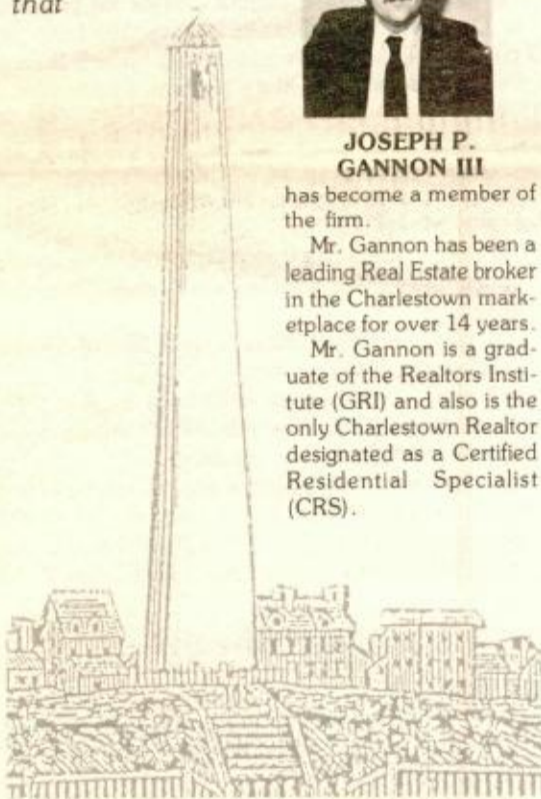 that
JOSEPH P.
GANNON III
has become a member of
the firm.
Mr. Gannon has been a
leading Real Estate broker
in the Charlestown mark-
etplace for over 14 years.
Mr. Gannon is a grad-
uate of the Realtors Insti-
tute (GRI) and also is the
only Charlestown Realtor
designated as a Certified
Residential Specialist
(CRS).